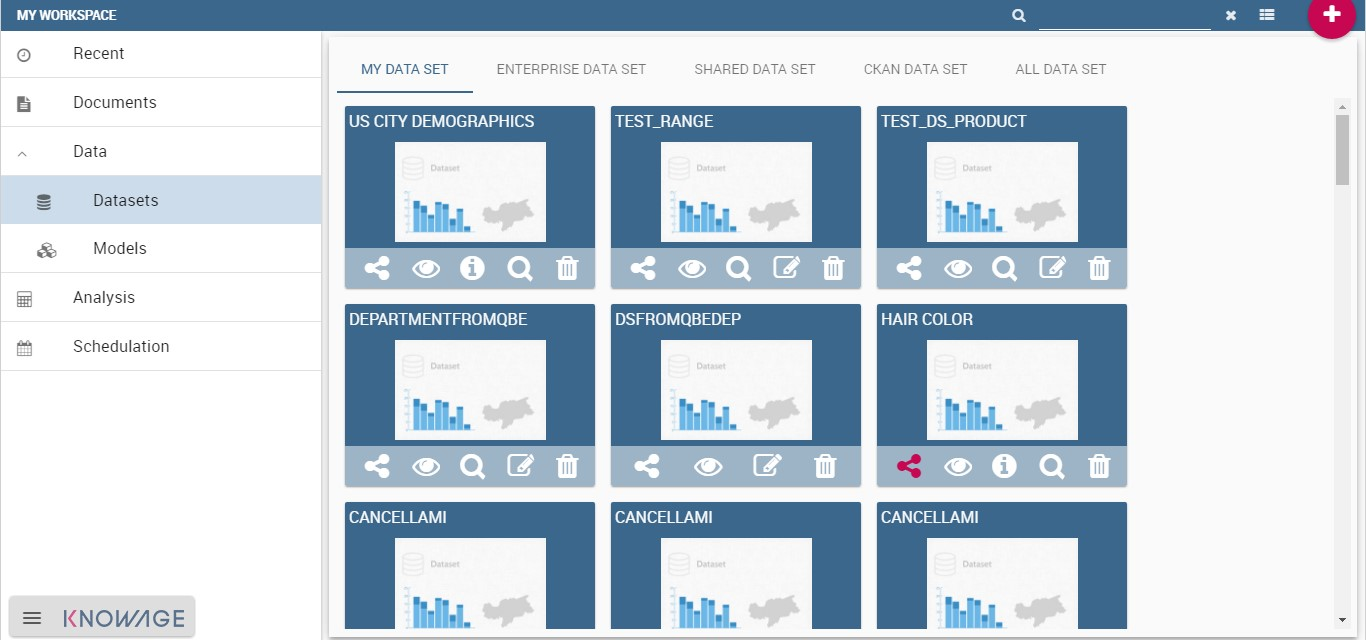 MY WORKSPACE
Recent
Documents
Data
Datasets
Models
Analysis
Schedulation
KNOWAGE
MY DATA SET ENTERPRISE DATA SET SHARED DATA SET CKAN DATA SET ALL DATA SET
US CITY DEMOGRAPHICS TEST_RANGE TEST_DS_PRODUCT
Dataset Dataset Dataset
DEPARTMENTFROMQBE DSFROMQBEDEP HAIR COLOR
Dataset Dataset Dataset
CANCELLAMI CANCELLAMI CANCELLAMI
Dataset Dataset Dataset